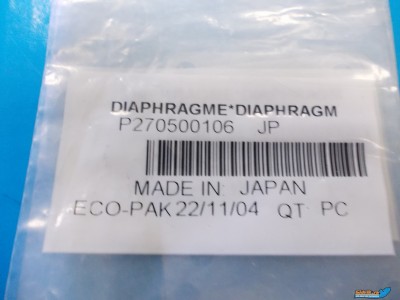 DIAPHRAGME*DIAPHRAGM
P270500106 JP
MADE IN JAPAN
ECO-PAK 22/11/04 QT PC